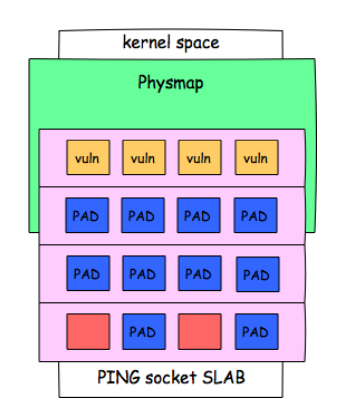 kernel space
Physmap
vuln vuln vuln vuln
PAD PAD PAD PAD
PAD PAD PAD PAD
PAD PAD
PING socket SLAB